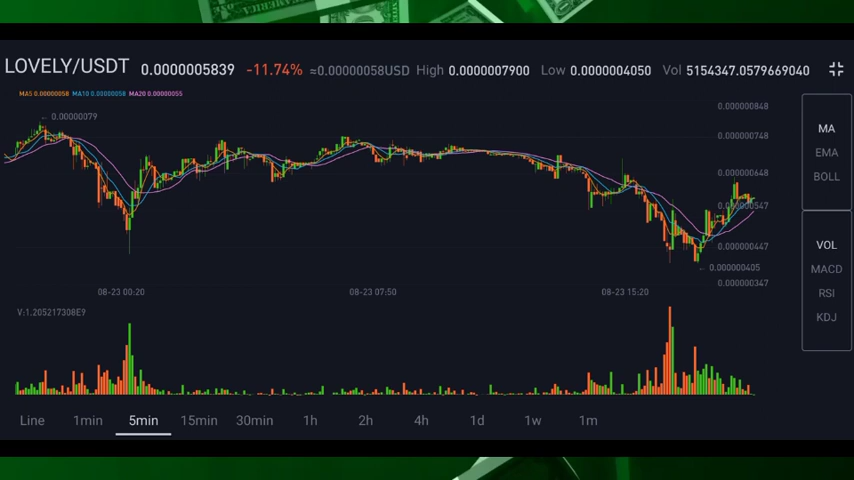 LOVELY/USDT 0.0000005839 -11.74% ≈0.00000058USD High 0.0000007900 Low 0.0000004050 Vol 5154347.0579669040
MA5 0.00000058 MA10 0.00000058 MA20 0.00000055
0.000000848
← 0.00000079
0.000000748
0.000000648
0.000000547
0.000000447
← 0.000000405
0.000000347
08-23 00:20 08-23 07:50 08-23 15:20
V:1.205217308E9
MA
EMA
BOLL
VOL
MACD
RSI
KDJ
Line 1min 5min 15min 30min 1h 2h 4h 1d 1w 1m